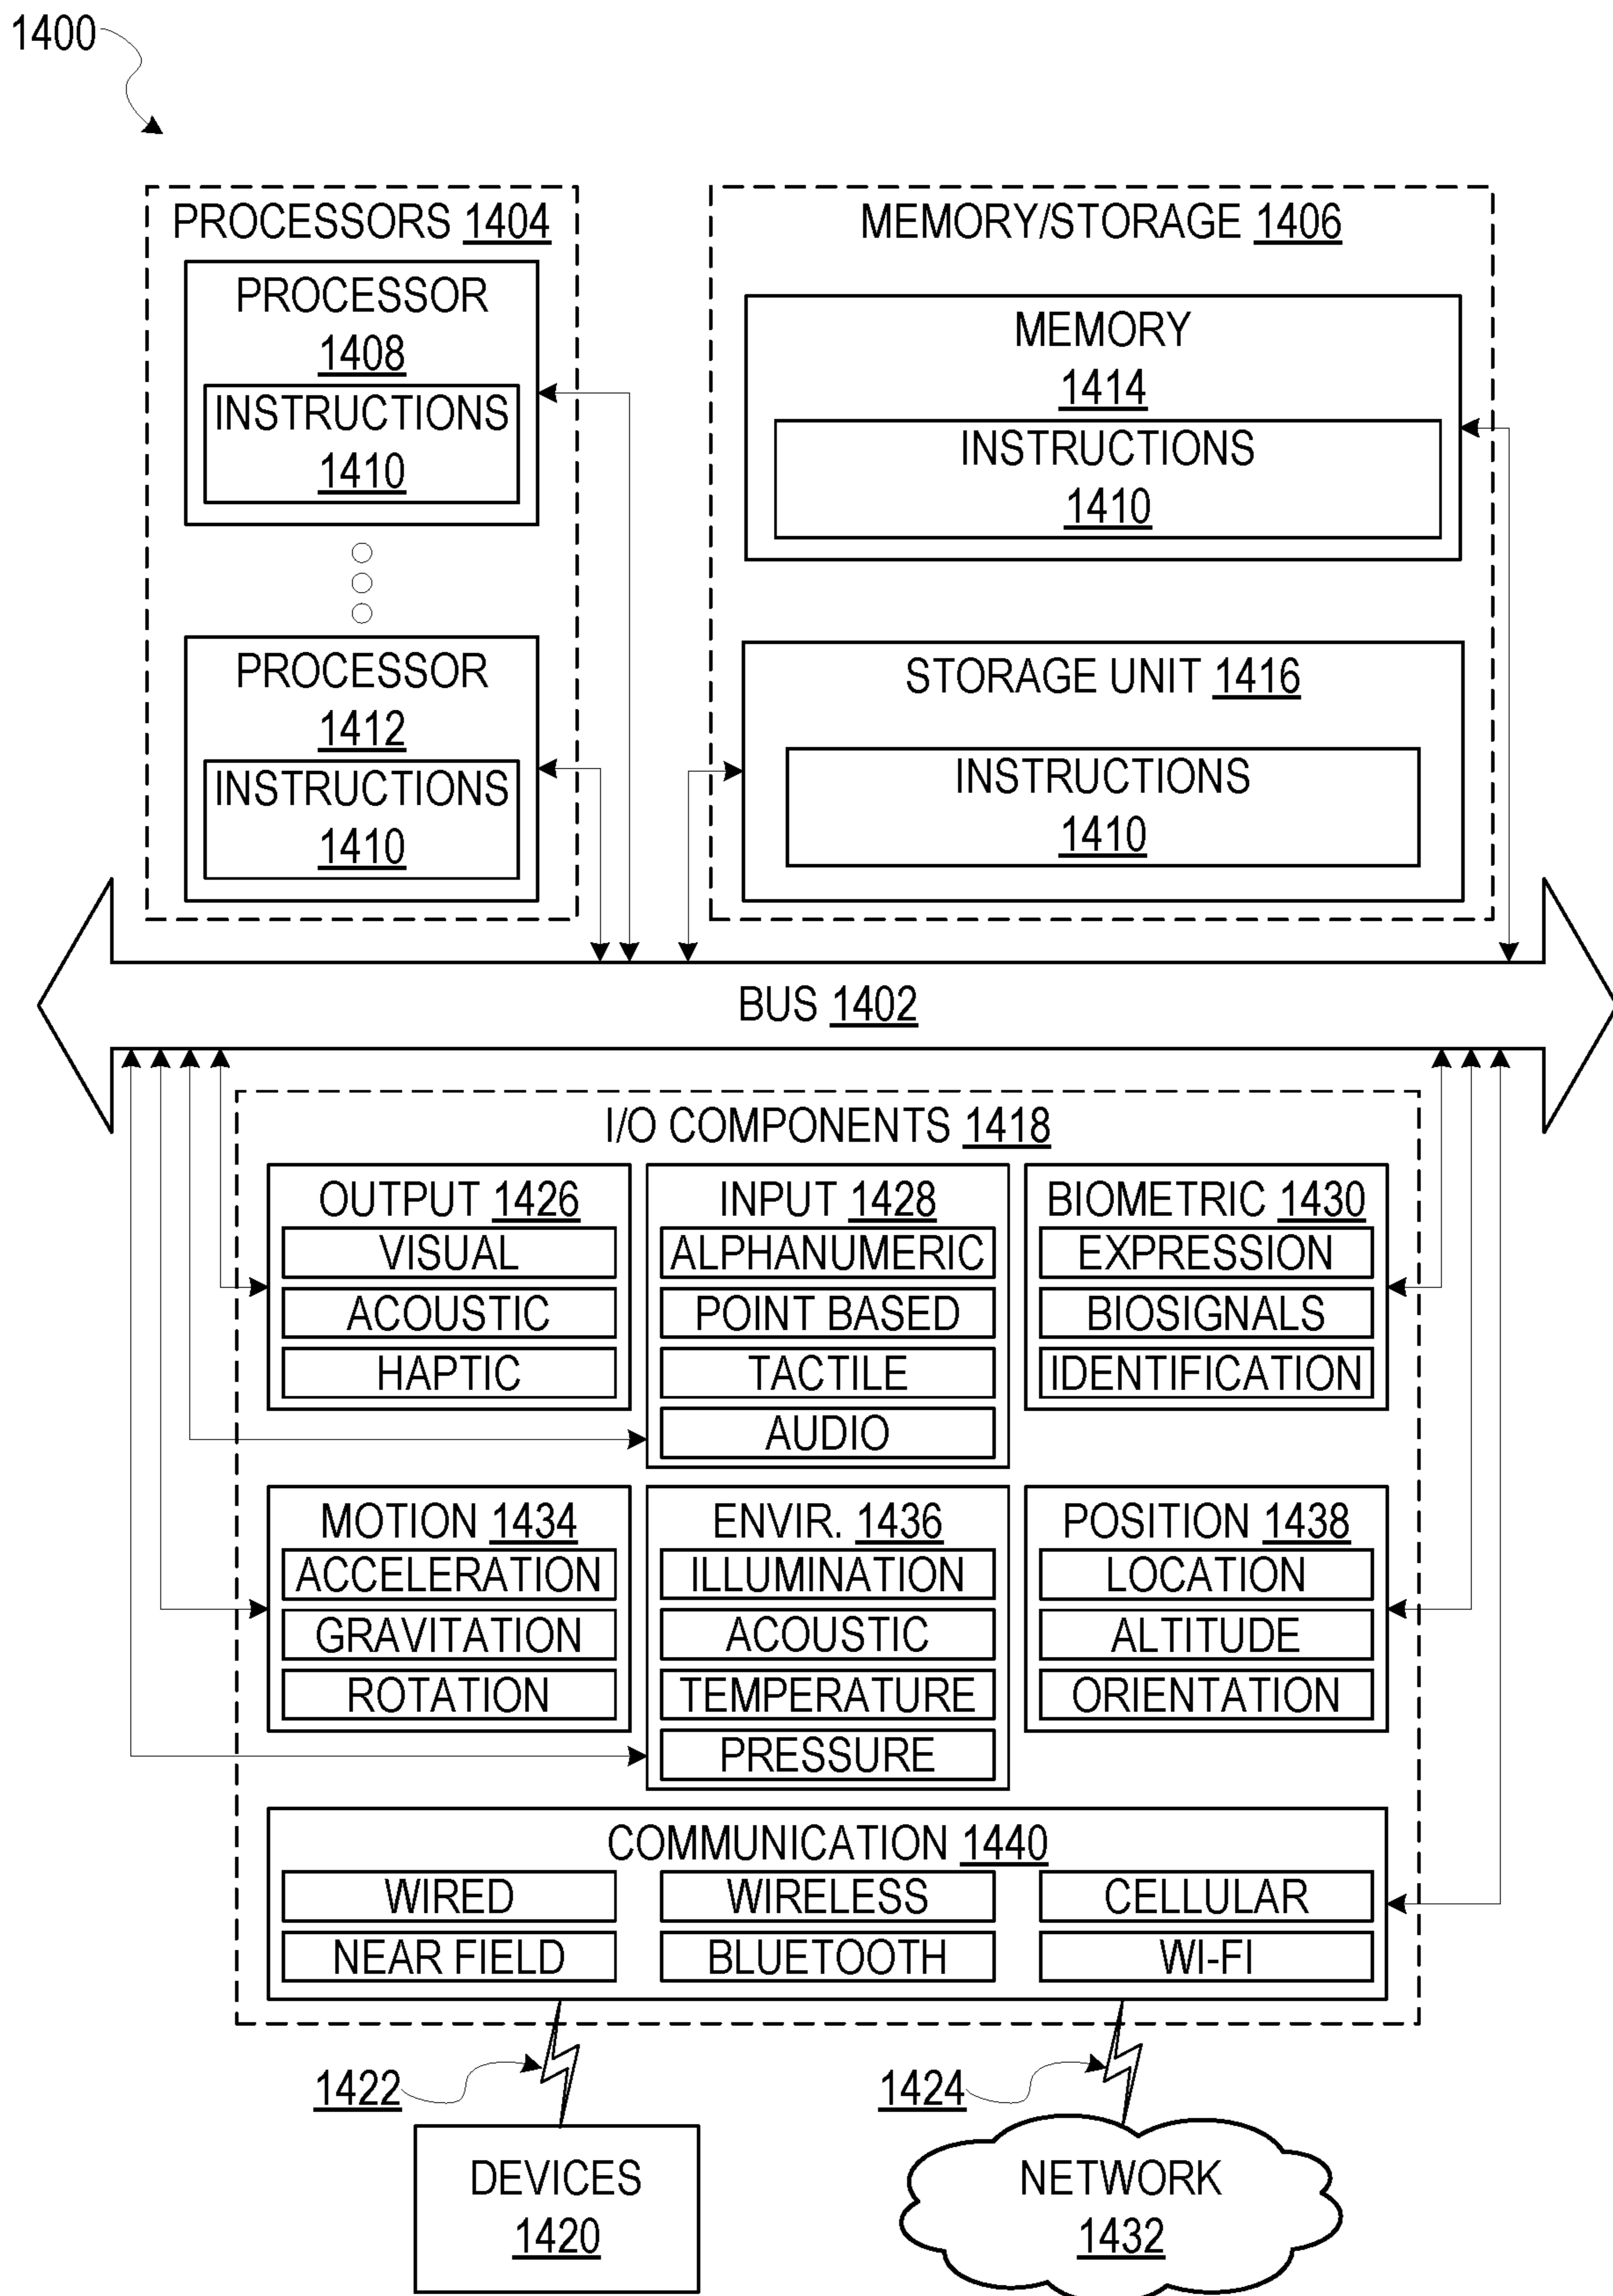 1400
PROCESSORS 1404
PROCESSOR
1408
INSTRUCTIONS
1410
PROCESSOR
1412
INSTRUCTIONS
1410
MEMORY/STORAGE 1406
MEMORY
1414
INSTRUCTIONS
1410
STORAGE UNIT 1416
INSTRUCTIONS
1410
BUS 1402
I/O COMPONENTS 1418
OUTPUT 1426
VISUAL
ACOUSTIC
HAPTIC
INPUT 1428
ALPHANUMERIC
POINT BASED
TACTILE
AUDIO
BIOMETRIC 1430
EXPRESSION
BIOSIGNALS
IDENTIFICATION
MOTION 1434
ACCELERATION
GRAVITATION
ROTATION
ENVIR. 1436
ILLUMINATION
ACOUSTIC
TEMPERATURE
PRESSURE
POSITION 1438
LOCATION
ALTITUDE
ORIENTATION
COMMUNICATION 1440
WIRED
WIRELESS
CELLULAR
NEAR FIELD
BLUETOOTH
WI-FI
1422
1424
DEVICES
1420
NETWORK
1432